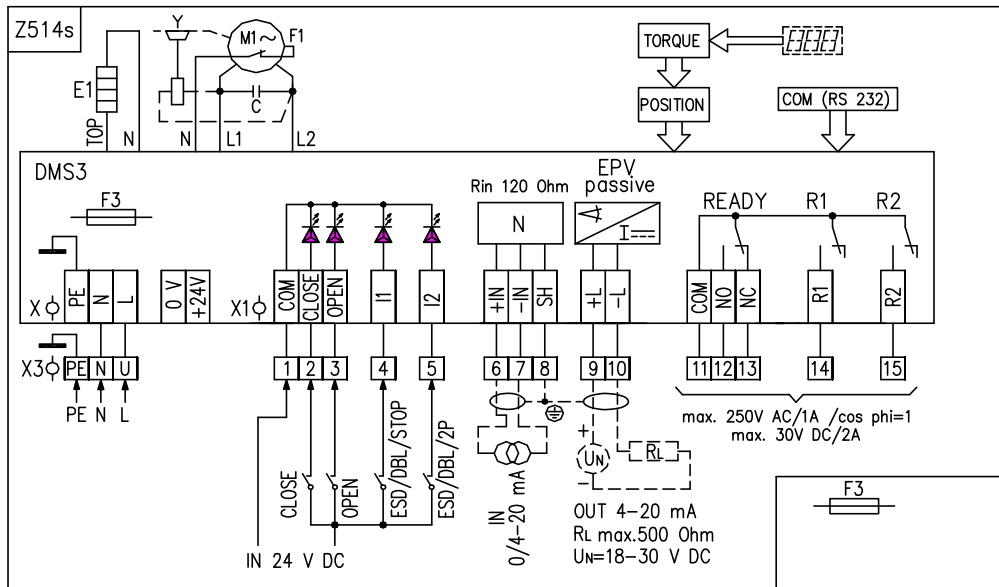 Z514s
Y
M1~
F1
TORQUE
8.8.8.8.
E1
C
POSITION
COM (RS 232)
TOP
N
N
L1
L2
DMS3
F3
Rin 120 Ohm
EPV
passive
N
I
READY
R1
R2
X
PE
N
L
0 V
+24V
X1
COM
CLOSE
OPEN
I1
I2
+IN
-IN
SH
+L
-L
COM
NO
NC
R1
R2
X3
PE
N
U
1
2
3
4
5
6
7
8
9
10
11
12
13
14
15
PE N L
max. 250V AC/1A /cos phi=1
max. 30V DC/2A
CLOSE
OPEN
ESD/DBL/STOP
ESD/DBL/2P
IN 24 V DC
IN
0/4-20 mA
+
UN
-
RL
OUT 4-20 mA
RL max.500 Ohm
UN=18-30 V DC
F3